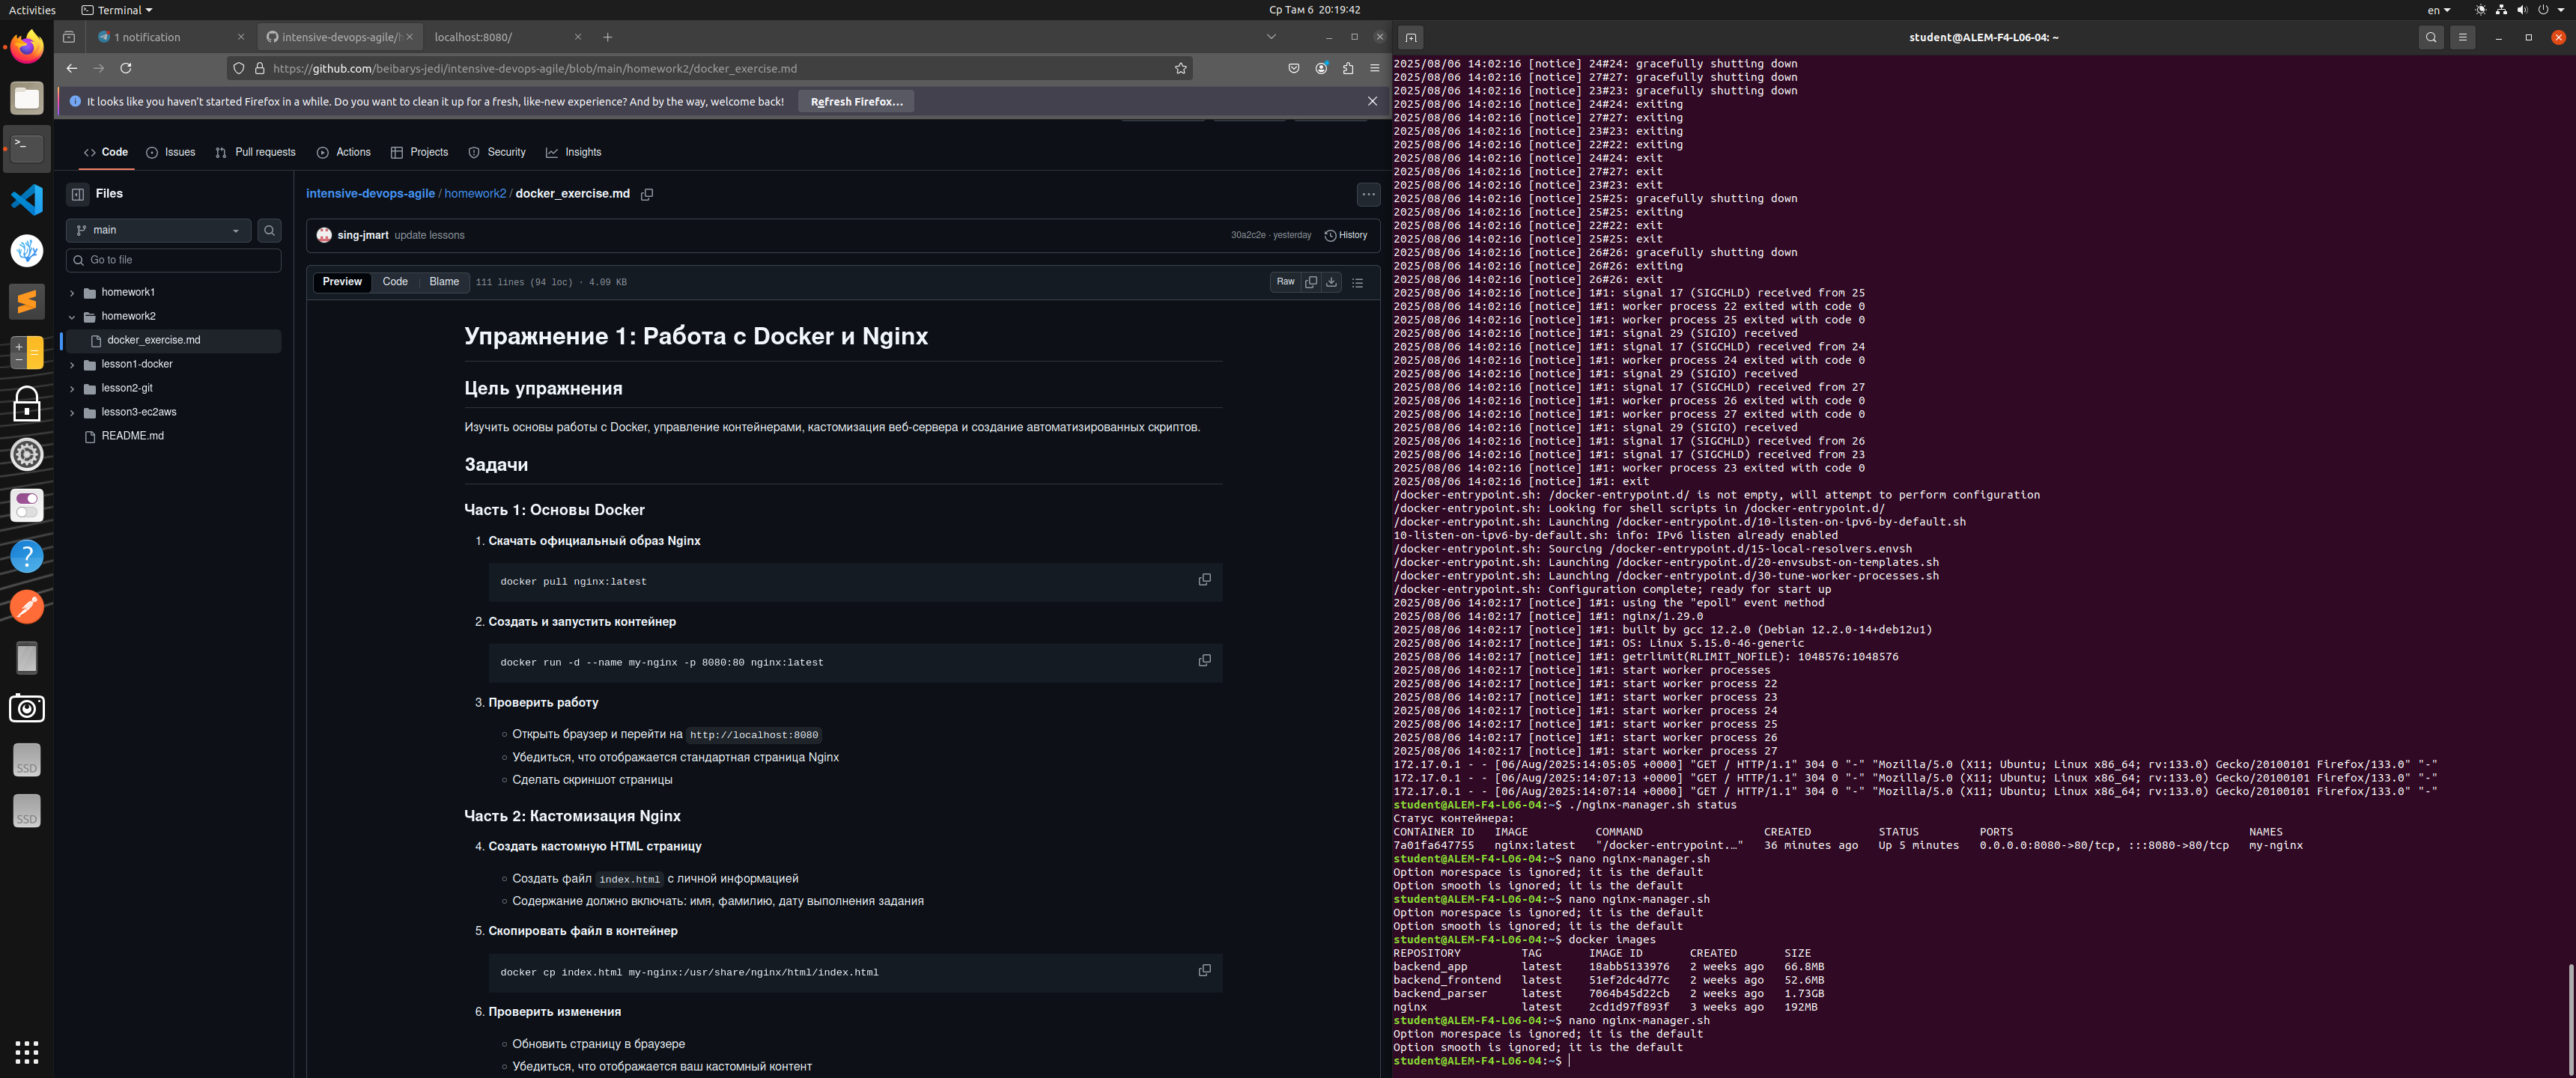 Activities
Terminal
Ср Там 6 20:19:42
en
1 notification
intensive-devops-agile/h
localhost:8080/
https://github.com/beibarys-jedi/intensive-devops-agile/blob/main/homework2/docker_exercise.md
It looks like you haven't started Firefox in a while. Do you want to clean it up for a fresh, like-new experience? And by the way, welcome back!
Refresh Firefox…
Code
Issues
Pull requests
Actions
Projects
Security
Insights
Files
main
Go to file
homework1
homework2
docker_exercise.md
lesson1-docker
lesson2-git
lesson3-ec2aws
README.md
intensive-devops-agile / homework2 / docker_exercise.md
sing-jmart update lessons
30a2c2e · yesterday
History
Preview
Code
Blame
111 lines (94 loc) · 4.09 KB
Raw
Упражнение 1: Работа с Docker и Nginx
Цель упражнения
Изучить основы работы с Docker, управление контейнерами, кастомизация веб-сервера и создание автоматизированных скриптов.
Задачи
Часть 1: Основы Docker
1. Скачать официальный образ Nginx
docker pull nginx:latest
2. Создать и запустить контейнер
docker run -d --name my-nginx -p 8080:80 nginx:latest
3. Проверить работу
Открыть браузер и перейти на http://localhost:8080
Убедиться, что отображается стандартная страница Nginx
Сделать скриншот страницы
Часть 2: Кастомизация Nginx
4. Создать кастомную HTML страницу
Создать файл index.html с личной информацией
Содержание должно включать: имя, фамилию, дату выполнения задания
5. Скопировать файл в контейнер
docker cp index.html my-nginx:/usr/share/nginx/html/index.html
6. Проверить изменения
Обновить страницу в браузере
Убедиться, что отображается ваш кастомный контент
SSD
SSD
student@ALEM-F4-L06-04: ~
2025/08/06 14:02:16 [notice] 24#24: gracefully shutting down
2025/08/06 14:02:16 [notice] 27#27: gracefully shutting down
2025/08/06 14:02:16 [notice] 23#23: gracefully shutting down
2025/08/06 14:02:16 [notice] 24#24: exiting
2025/08/06 14:02:16 [notice] 27#27: exiting
2025/08/06 14:02:16 [notice] 23#23: exiting
2025/08/06 14:02:16 [notice] 22#22: exiting
2025/08/06 14:02:16 [notice] 24#24: exit
2025/08/06 14:02:16 [notice] 27#27: exit
2025/08/06 14:02:16 [notice] 23#23: exit
2025/08/06 14:02:16 [notice] 25#25: gracefully shutting down
2025/08/06 14:02:16 [notice] 25#25: exiting
2025/08/06 14:02:16 [notice] 22#22: exit
2025/08/06 14:02:16 [notice] 25#25: exit
2025/08/06 14:02:16 [notice] 26#26: gracefully shutting down
2025/08/06 14:02:16 [notice] 26#26: exiting
2025/08/06 14:02:16 [notice] 26#26: exit
2025/08/06 14:02:16 [notice] 1#1: signal 17 (SIGCHLD) received from 25
2025/08/06 14:02:16 [notice] 1#1: worker process 22 exited with code 0
2025/08/06 14:02:16 [notice] 1#1: worker process 25 exited with code 0
2025/08/06 14:02:16 [notice] 1#1: signal 29 (SIGIO) received
2025/08/06 14:02:16 [notice] 1#1: signal 17 (SIGCHLD) received from 24
2025/08/06 14:02:16 [notice] 1#1: worker process 24 exited with code 0
2025/08/06 14:02:16 [notice] 1#1: signal 29 (SIGIO) received
2025/08/06 14:02:16 [notice] 1#1: signal 17 (SIGCHLD) received from 27
2025/08/06 14:02:16 [notice] 1#1: worker process 26 exited with code 0
2025/08/06 14:02:16 [notice] 1#1: worker process 27 exited with code 0
2025/08/06 14:02:16 [notice] 1#1: signal 29 (SIGIO) received
2025/08/06 14:02:16 [notice] 1#1: signal 17 (SIGCHLD) received from 26
2025/08/06 14:02:16 [notice] 1#1: signal 17 (SIGCHLD) received from 23
2025/08/06 14:02:16 [notice] 1#1: worker process 23 exited with code 0
2025/08/06 14:02:16 [notice] 1#1: exit
/docker-entrypoint.sh: /docker-entrypoint.d/ is not empty, will attempt to perform configuration
/docker-entrypoint.sh: Looking for shell scripts in /docker-entrypoint.d/
/docker-entrypoint.sh: Launching /docker-entrypoint.d/10-listen-on-ipv6-by-default.sh
10-listen-on-ipv6-by-default.sh: info: IPv6 listen already enabled
/docker-entrypoint.sh: Sourcing /docker-entrypoint.d/15-local-resolvers.envsh
/docker-entrypoint.sh: Launching /docker-entrypoint.d/20-envsubst-on-templates.sh
/docker-entrypoint.sh: Launching /docker-entrypoint.d/30-tune-worker-processes.sh
/docker-entrypoint.sh: Configuration complete; ready for start up
2025/08/06 14:02:17 [notice] 1#1: using the "epoll" event method
2025/08/06 14:02:17 [notice] 1#1: nginx/1.29.0
2025/08/06 14:02:17 [notice] 1#1: built by gcc 12.2.0 (Debian 12.2.0-14+deb12u1)
2025/08/06 14:02:17 [notice] 1#1: OS: Linux 5.15.0-46-generic
2025/08/06 14:02:17 [notice] 1#1: getrlimit(RLIMIT_NOFILE): 1048576:1048576
2025/08/06 14:02:17 [notice] 1#1: start worker processes
2025/08/06 14:02:17 [notice] 1#1: start worker process 22
2025/08/06 14:02:17 [notice] 1#1: start worker process 23
2025/08/06 14:02:17 [notice] 1#1: start worker process 24
2025/08/06 14:02:17 [notice] 1#1: start worker process 25
2025/08/06 14:02:17 [notice] 1#1: start worker process 26
2025/08/06 14:02:17 [notice] 1#1: start worker process 27
172.17.0.1 - - [06/Aug/2025:14:05:05 +0000] "GET / HTTP/1.1" 304 0 "-" "Mozilla/5.0 (X11; Ubuntu; Linux x86_64; rv:133.0) Gecko/20100101 Firefox/133.0" "-"
172.17.0.1 - - [06/Aug/2025:14:07:13 +0000] "GET / HTTP/1.1" 304 0 "-" "Mozilla/5.0 (X11; Ubuntu; Linux x86_64; rv:133.0) Gecko/20100101 Firefox/133.0" "-"
172.17.0.1 - - [06/Aug/2025:14:07:14 +0000] "GET / HTTP/1.1" 304 0 "-" "Mozilla/5.0 (X11; Ubuntu; Linux x86_64; rv:133.0) Gecko/20100101 Firefox/133.0" "-"
student@ALEM-F4-L06-04:~$ ./nginx-manager.sh status
Статус контейнера:
CONTAINER ID IMAGE COMMAND CREATED STATUS PORTS NAMES
7a01fa647755 nginx:latest "/docker-entrypoint.…" 36 minutes ago Up 5 minutes 0.0.0.0:8080->80/tcp, :::8080->80/tcp my-nginx
student@ALEM-F4-L06-04:~$ nano nginx-manager.sh
Option morespace is ignored; it is the default
Option smooth is ignored; it is the default
student@ALEM-F4-L06-04:~$ nano nginx-manager.sh
Option morespace is ignored; it is the default
Option smooth is ignored; it is the default
student@ALEM-F4-L06-04:~$ docker images
REPOSITORY TAG IMAGE ID CREATED SIZE
backend_app latest 18abb5133976 2 weeks ago 66.8MB
backend_frontend latest 51ef2dc4d77c 2 weeks ago 52.6MB
backend_parser latest 7064b45d22cb 2 weeks ago 1.73GB
nginx latest 2cd1d97f893f 3 weeks ago 192MB
student@ALEM-F4-L06-04:~$ nano nginx-manager.sh
Option morespace is ignored; it is the default
Option smooth is ignored; it is the default
student@ALEM-F4-L06-04:~$